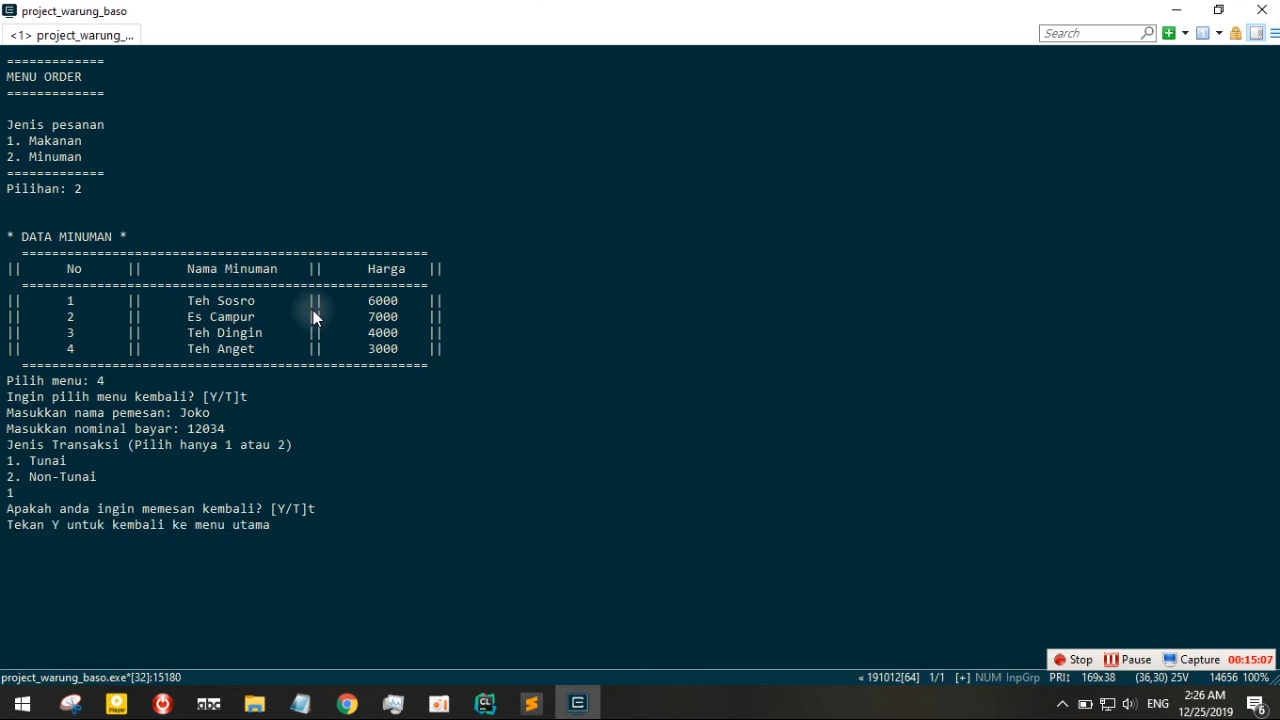 project_warung_baso
<1> project_warung_...
Search
=============
MENU ORDER
=============
Jenis pesanan
1. Makanan
2. Minuman
=============
Pilihan: 2
* DATA MINUMAN *
======================================================
|| No || Nama Minuman || Harga ||
======================================================
|| 1 || Teh Sosro || 6000 ||
|| 2 || Es Campur || 7000 ||
|| 3 || Teh Dingin || 4000 ||
|| 4 || Teh Anget || 3000 ||
======================================================
Pilih menu: 4
Ingin pilih menu kembali? [Y/T]t
Masukkan nama pemesan: Joko
Masukkan nominal bayar: 12034
Jenis Transaksi (Pilih hanya 1 atau 2)
1. Tunai
2. Non-Tunai
1
Apakah anda ingin memesan kembali? [Y/T]t
Tekan Y untuk kembali ke menu utama
Stop Pause Capture 00:15:07
project_warung_baso.exe*[32]:15180 « 191012[64] 1/1 [+] NUM InpGrp PRI↕ 169x38 (36,30) 25V 14656 100%
Player abc ENG 2:26 AM
12/25/2019 6